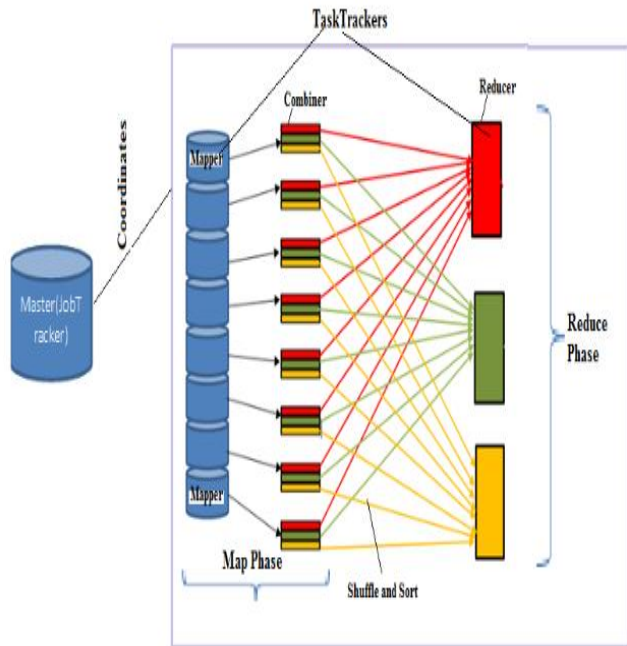 TaskTrackers
Combiner
Reducer
Mapper
Coordinates
Master(JobT
racker)
Reduce
Phase
Mapper
Map Phase
Shuffle and Sort